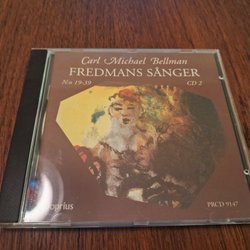 Carl Michael Bellman
FREDMANS SÅNGER
N:o 19-39 CD 2
PRCD 9147